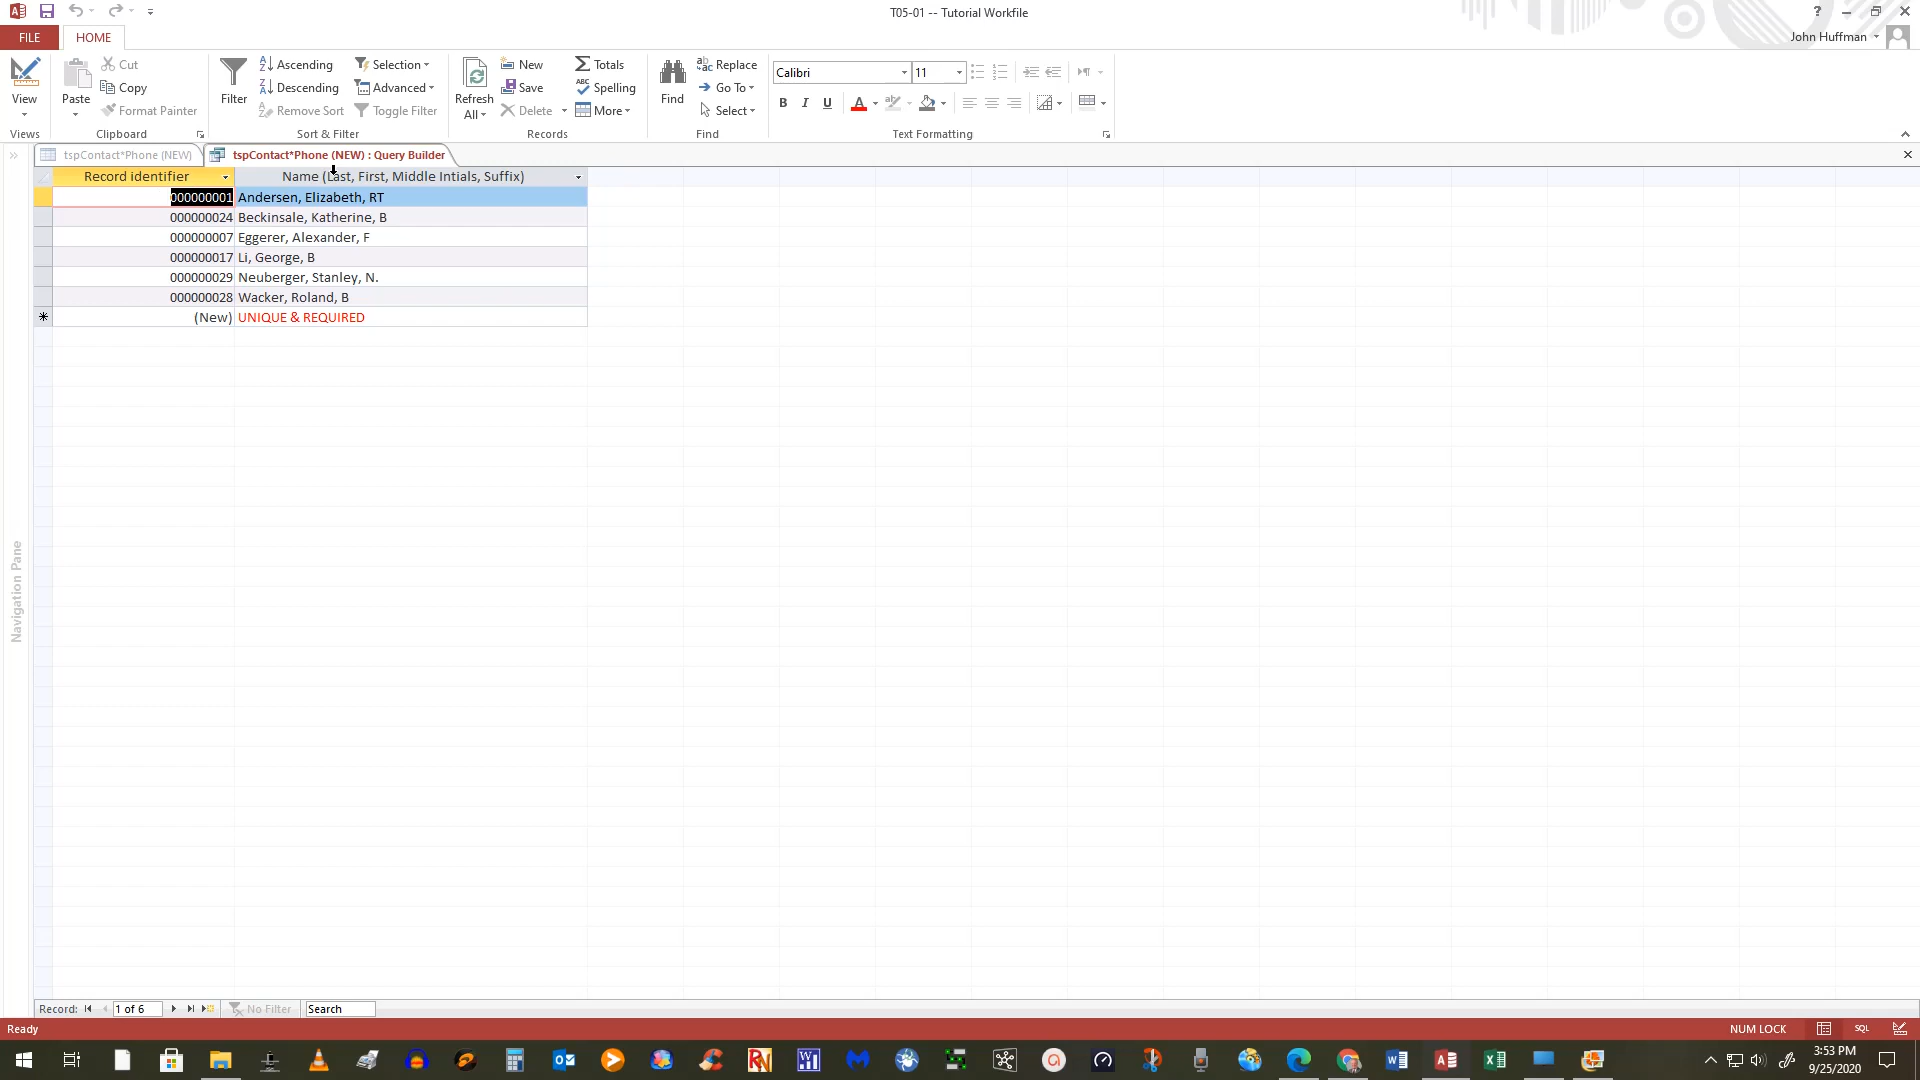 T05-01 -- Tutorial Workfile
?
FILE
HOME
John Huffman
View
Paste
Cut
Copy
Format Painter
Filter
Ascending
Descending
Remove Sort
Selection
Advanced
Toggle Filter
Refresh
All
New
Save
Delete
Totals
Spelling
More
Find
Replace
Go To
Select
Calibri
11
B I U A
Views
Clipboard
Sort & Filter
Records
Find
Text Formatting
tspContact*Phone (NEW)
tspContact*Phone (NEW) : Query Builder
Record identifier Name (Last, First, Middle Intials, Suffix)
000000001 Andersen, Elizabeth, RT
000000024 Beckinsale, Katherine, B
000000007 Eggerer, Alexander, F
000000017 Li, George, B
000000029 Neuberger, Stanley, N.
000000028 Wacker, Roland, B
(New) UNIQUE & REQUIRED
Navigation Pane
Record: 1 of 6 No Filter Search
Ready
NUM LOCK
SQL
3:53 PM
9/25/2020